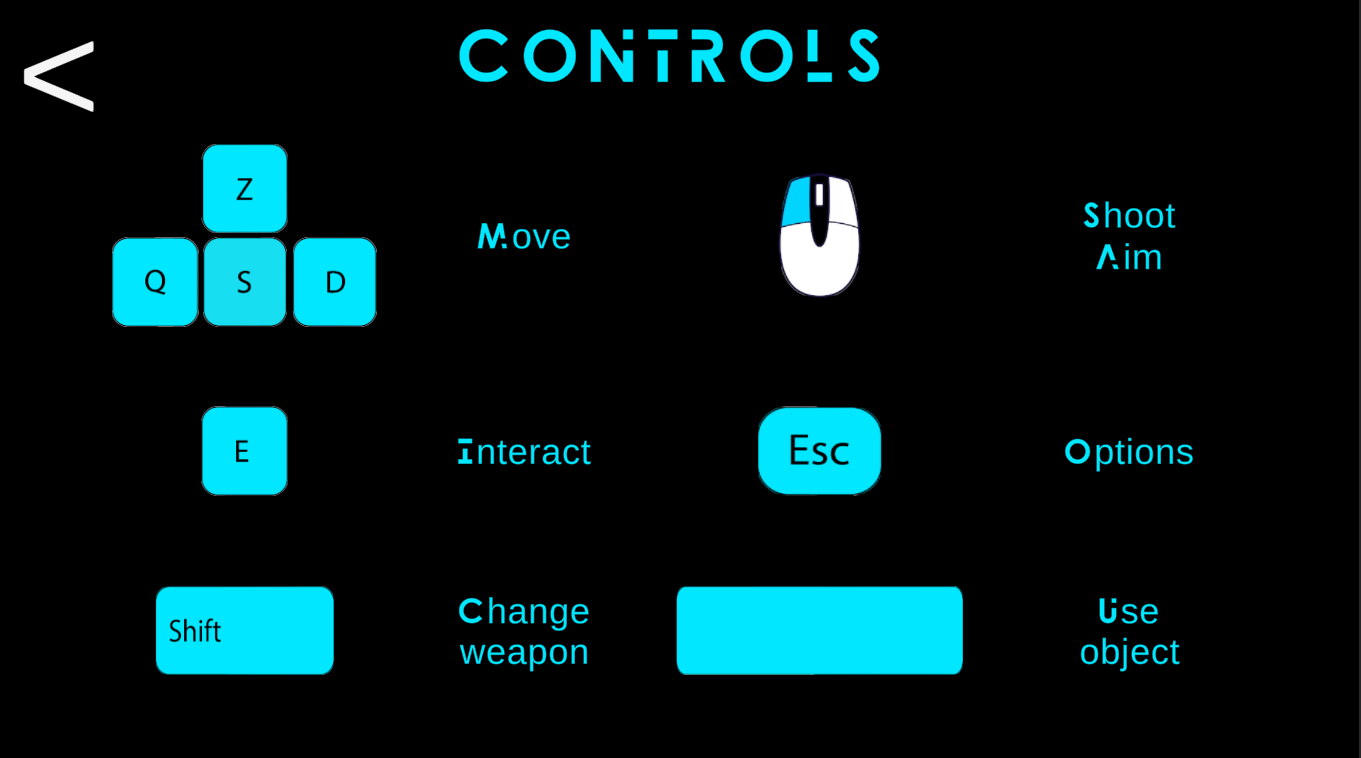 <
CONTROLS
Z
Q S D
Move
Shoot
Aim
E
Interact
Esc
Options
Shift
Change
weapon
Use
object